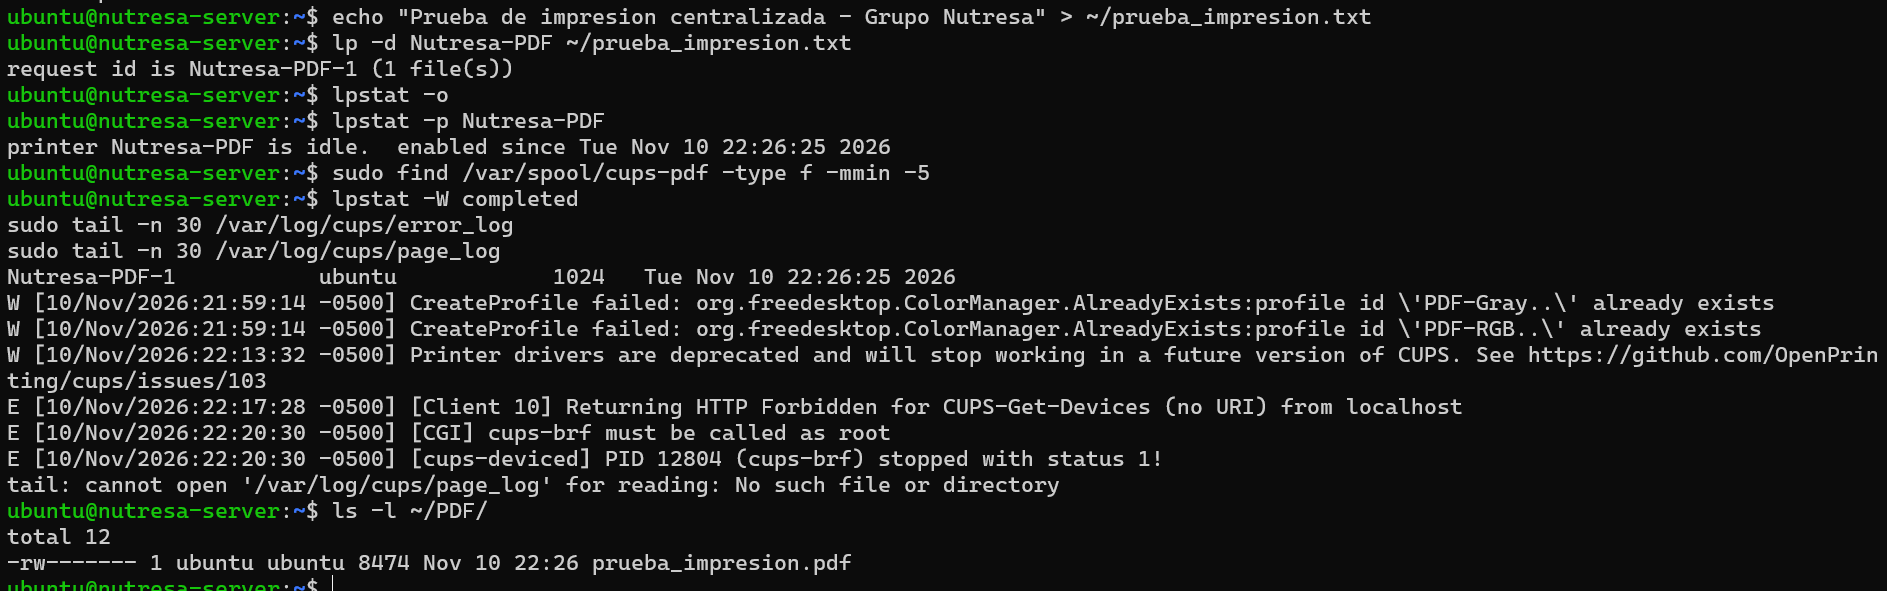 ubuntu@nutresa-server:~$ echo "Prueba de impresion centralizada - Grupo Nutresa" > ~/prueba_impresion.txt
ubuntu@nutresa-server:~$ lp -d Nutresa-PDF ~/prueba_impresion.txt
request id is Nutresa-PDF-1 (1 file(s))
ubuntu@nutresa-server:~$ lpstat -o
ubuntu@nutresa-server:~$ lpstat -p Nutresa-PDF
printer Nutresa-PDF is idle.  enabled since Tue Nov 10 22:26:25 2026
ubuntu@nutresa-server:~$ sudo find /var/spool/cups-pdf -type f -mmin -5
ubuntu@nutresa-server:~$ lpstat -W completed
sudo tail -n 30 /var/log/cups/error_log
sudo tail -n 30 /var/log/cups/page_log
Nutresa-PDF-1           ubuntu            1024   Tue Nov 10 22:26:25 2026
W [10/Nov/2026:21:59:14 -0500] CreateProfile failed: org.freedesktop.ColorManager.AlreadyExists:profile id \'PDF-Gray..\' already exists
W [10/Nov/2026:21:59:14 -0500] CreateProfile failed: org.freedesktop.ColorManager.AlreadyExists:profile id \'PDF-RGB..\' already exists
W [10/Nov/2026:22:13:32 -0500] Printer drivers are deprecated and will stop working in a future version of CUPS. See https://github.com/OpenPrin
ting/cups/issues/103
E [10/Nov/2026:22:17:28 -0500] [Client 10] Returning HTTP Forbidden for CUPS-Get-Devices (no URI) from localhost
E [10/Nov/2026:22:20:30 -0500] [CGI] cups-brf must be called as root
E [10/Nov/2026:22:20:30 -0500] [cups-deviced] PID 12804 (cups-brf) stopped with status 1!
tail: cannot open '/var/log/cups/page_log' for reading: No such file or directory
ubuntu@nutresa-server:~$ ls -l ~/PDF/
total 12
-rw------- 1 ubuntu ubuntu 8474 Nov 10 22:26 prueba_impresion.pdf
ubuntu@nutresa-server:~$